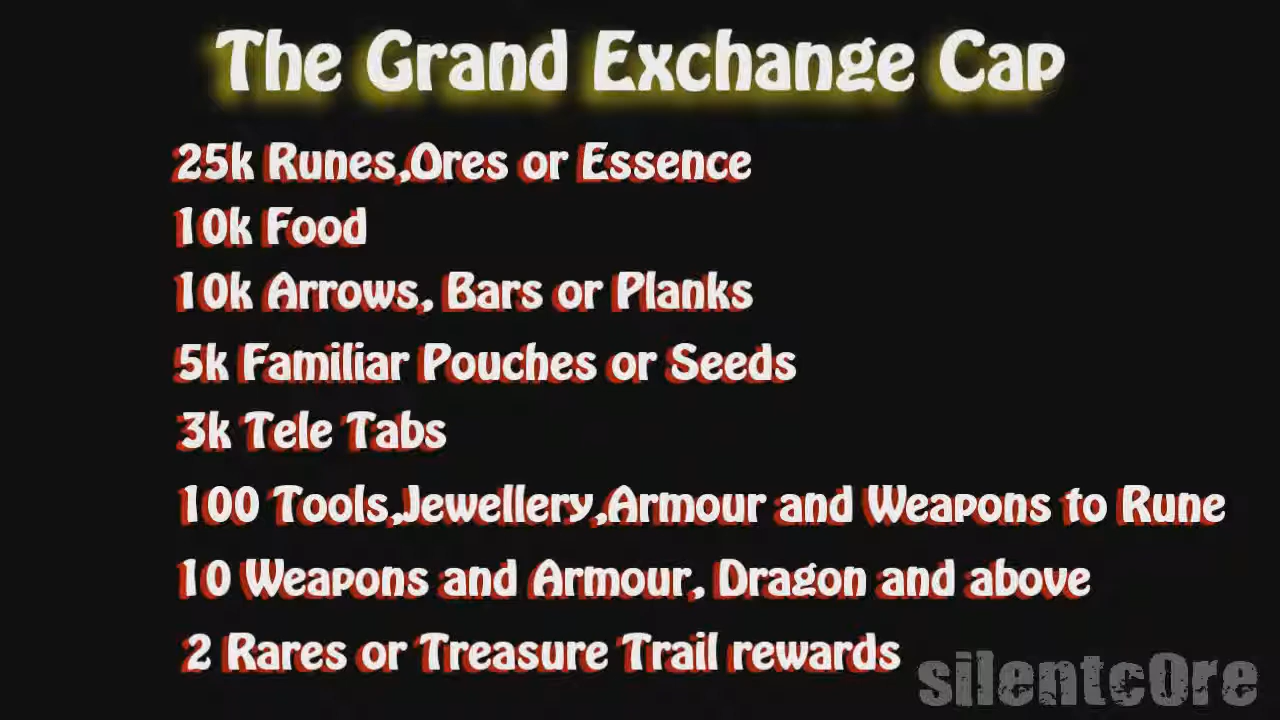 The Grand Exchange Cap
25k Runes,Ores or Essence
10k Food
10k Arrows, Bars or Planks
5k Familiar Pouches or Seeds
3k Tele Tabs
100 Tools,Jewellery,Armour and Weapons to Rune
10 Weapons and Armour, Dragon and above
2 Rares or Treasure Trail rewards
silentc0re